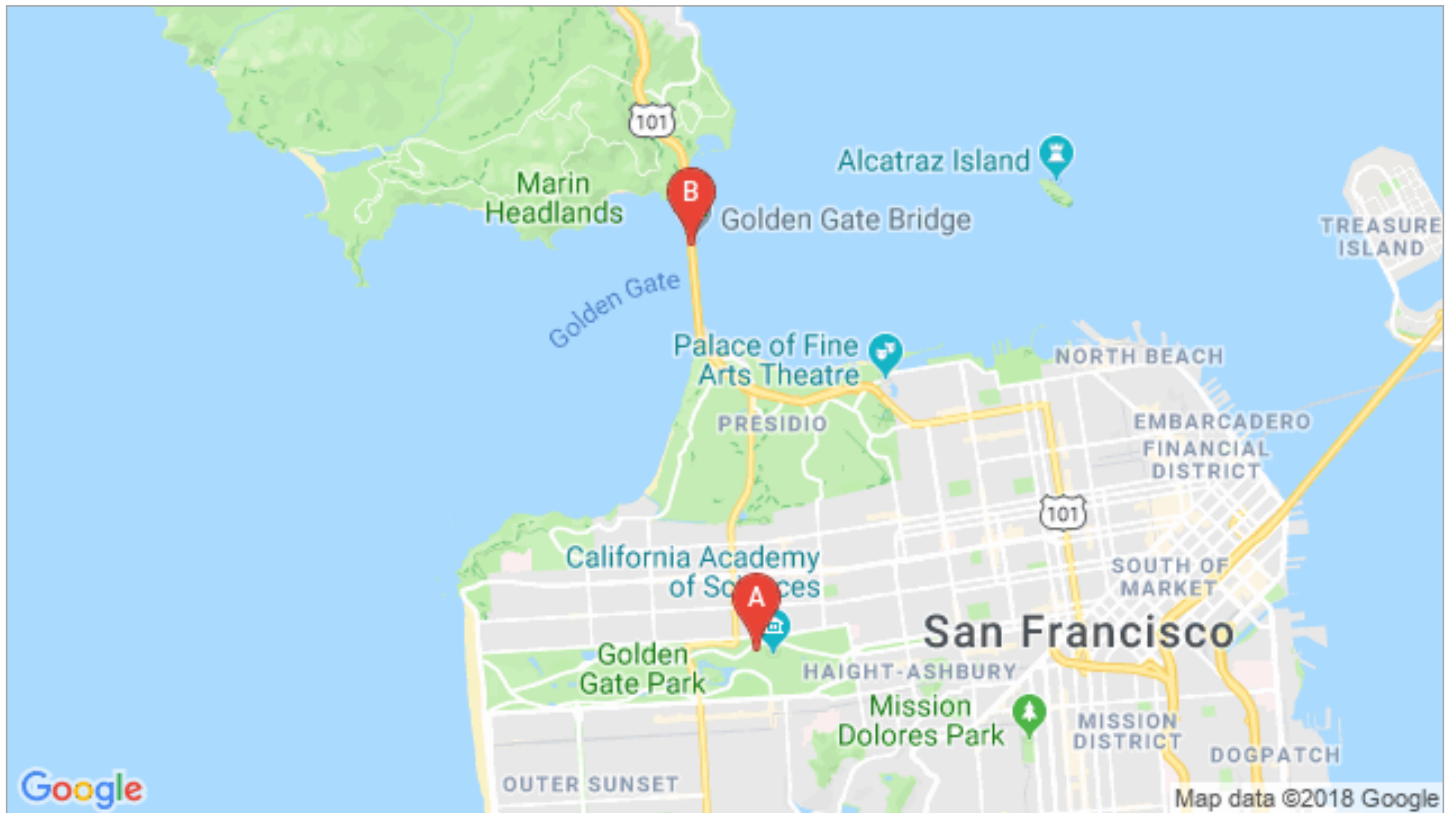 101
B
Alcatraz Island
Marin
Headlands
Golden Gate Bridge
TREASURE
ISLAND
Golden Gate
Palace of Fine
Arts Theatre
NORTH BEACH
PRESIDIO
EMBARCADERO
FINANCIAL
DISTRICT
101
California Academy
of Sciences
A
SOUTH OF
MARKET
San Francisco
Golden
Gate Park
HAIGHT-ASHBURY
Mission
Dolores Park
MISSION
DISTRICT
DOGPATCH
OUTER SUNSET
Google
Map data ©2018 Google